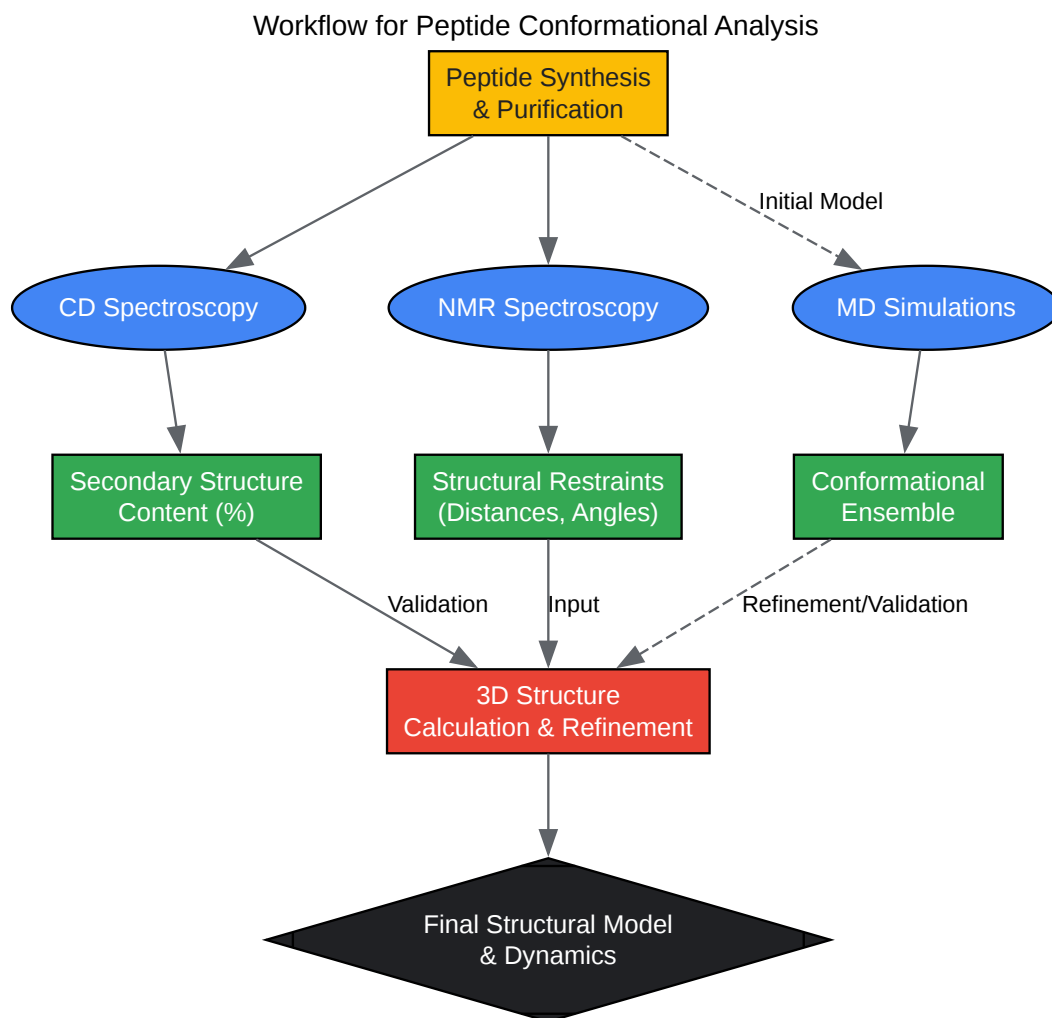 Workflow for Peptide Conformational Analysis
Peptide Synthesis
& Purification
Initial Model
CD Spectroscopy
NMR Spectroscopy
MD Simulations
Secondary Structure
Content (%)
Structural Restraints
(Distances, Angles)
Conformational
Ensemble
Validation
Input
Refinement/Validation
3D Structure
Calculation & Refinement
Final Structural Model
& Dynamics